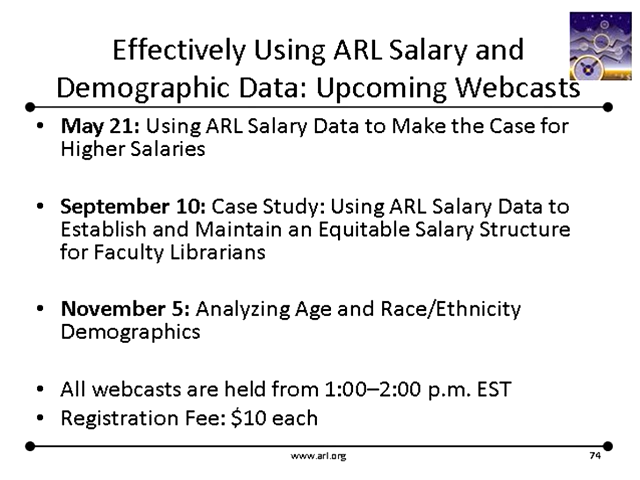 Effectively Using ARL Salary and
Demographic Data: Upcoming Webcasts
• May 21: Using ARL Salary Data to Make the Case for
Higher Salaries
• September 10: Case Study: Using ARL Salary Data to
Establish and Maintain an Equitable Salary Structure
for Faculty Librarians
• November 5: Analyzing Age and Race/Ethnicity
Demographics
• All webcasts are held from 1:00–2:00 p.m. EST
• Registration Fee: $10 each
www.arl.org
74